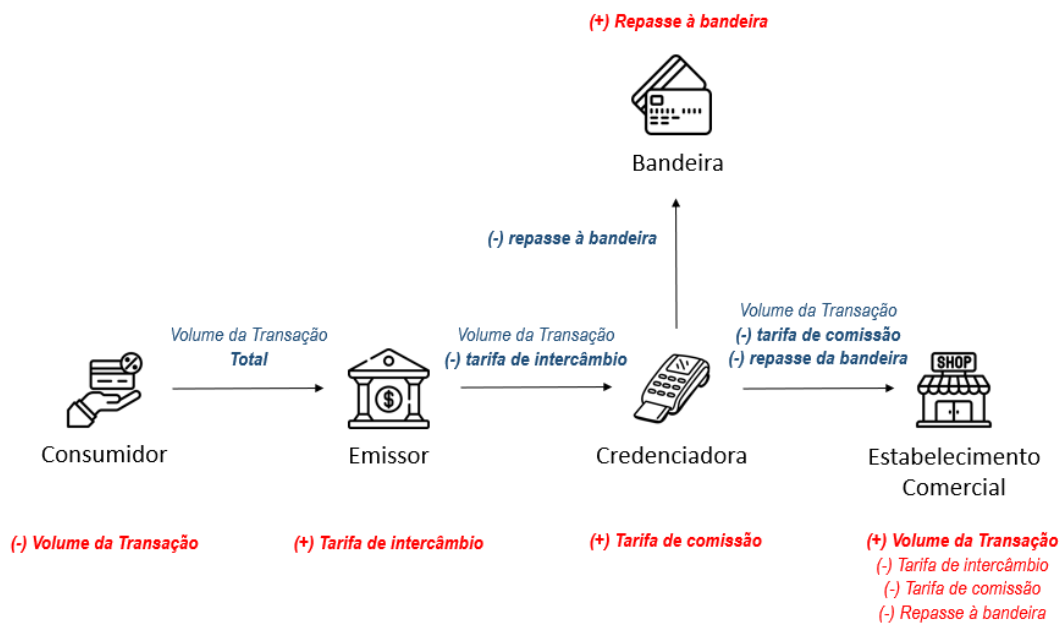 (+) Repasse à bandeira
Bandeira
(-) repasse à bandeira
Volume da Transação
Total
Volume da Transação
(-) tarifa de intercâmbio
Volume da Transação
(-) tarifa de comissão
(-) repasse da bandeira
%
$
SHOP
Consumidor
Emissor
Credenciadora
Estabelecimento
Comercial
(-) Volume da Transação
(+) Tarifa de intercâmbio
(+) Tarifa de comissão
(+) Volume da Transação
(-) Tarifa de intercâmbio
(-) Tarifa de comissão
(-) Repasse à bandeira